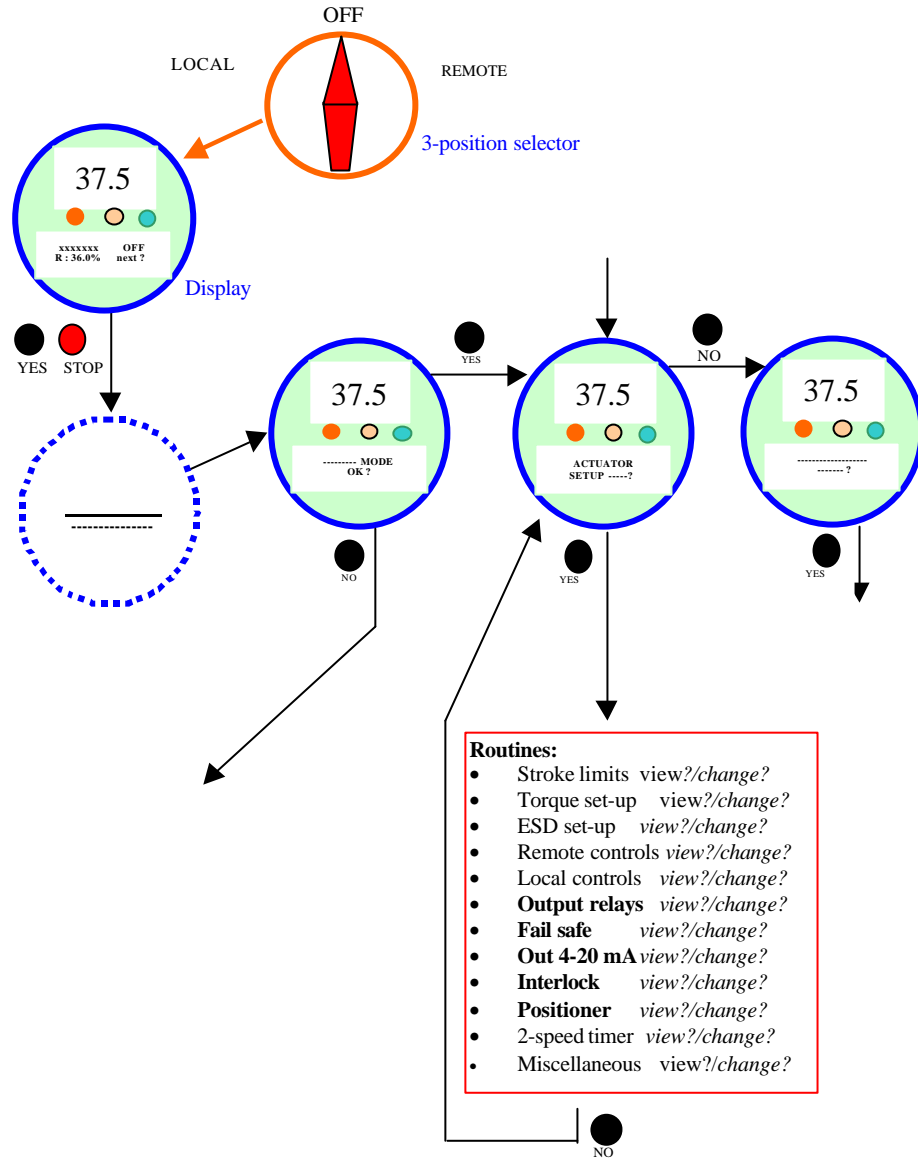 OFF
LOCAL
REMOTE
3-position selector
37.5
xxxxxxx OFF
R : 36.0% next ?
Display
YES STOP
YES
NO
37.5
--------- MODE
OK ?
37.5
ACTUATOR
SETUP -----?
37.5
------------------
------- ?
NO
YES
YES
--------------
Routines:
• Stroke limits view?/change?
• Torque set-up view?/change?
• ESD set-up view?/change?
• Remote controls view?/change?
• Local controls view?/change?
• Output relays view?/change?
• Fail safe view?/change?
• Out 4-20 mA view?/change?
• Interlock view?/change?
• Positioner view?/change?
• 2-speed timer view?/change?
• Miscellaneous view?/change?
NO